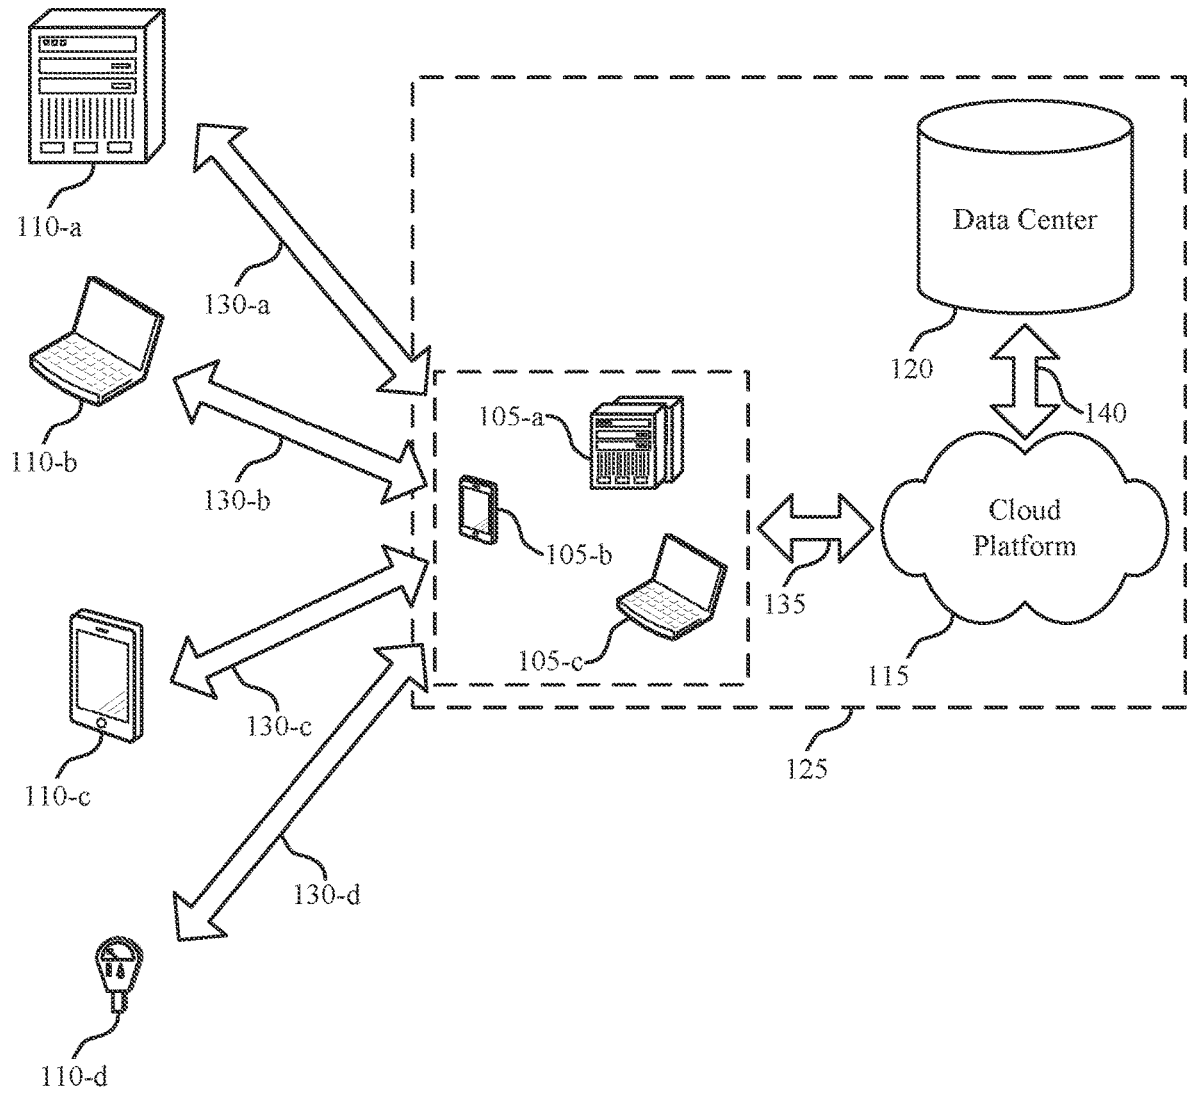 110-a
130-a
Data Center
120
140
110-b
130-b
105-a
105-b
105-c
Cloud
Platform
135
115
110-c
130-c
125
130-d
110-d